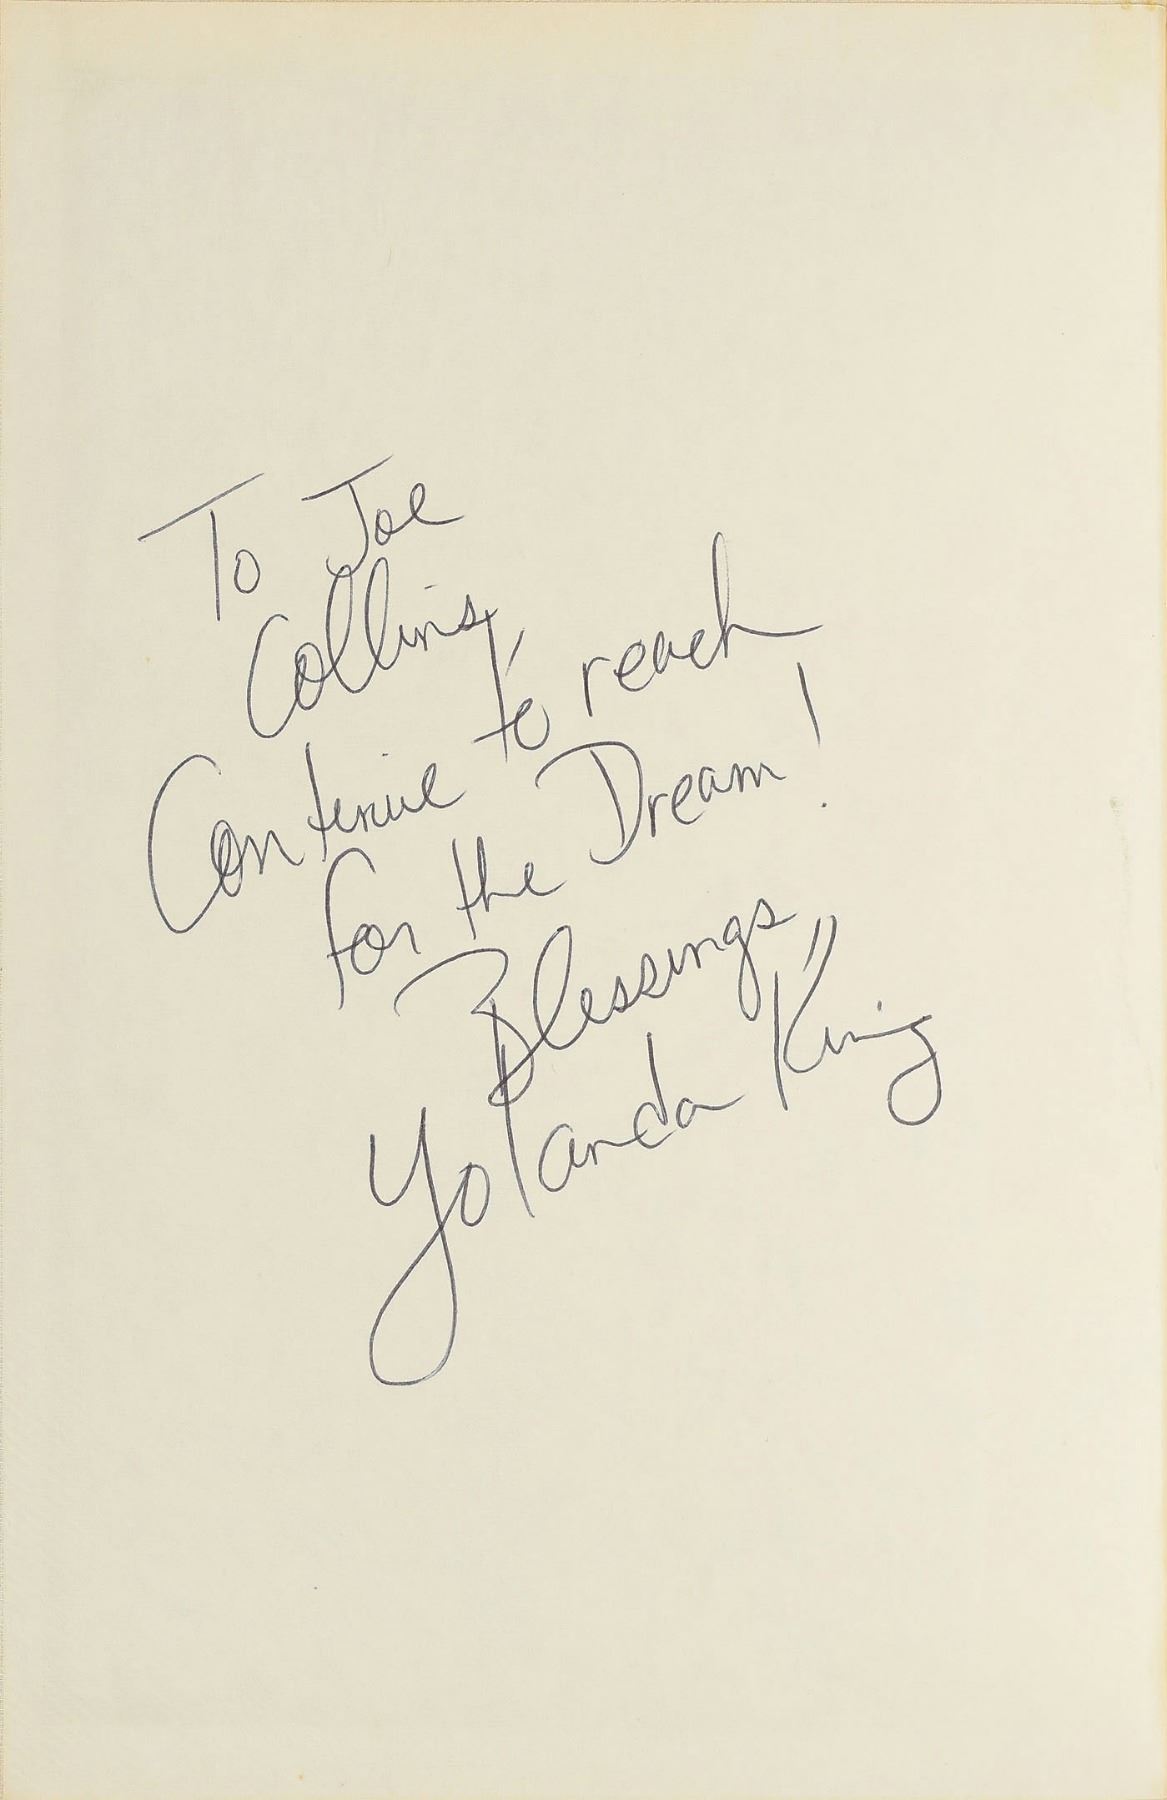 To Joe
Collins,
Continue to reach
for the Dream!
Blessings,
Yolanda King